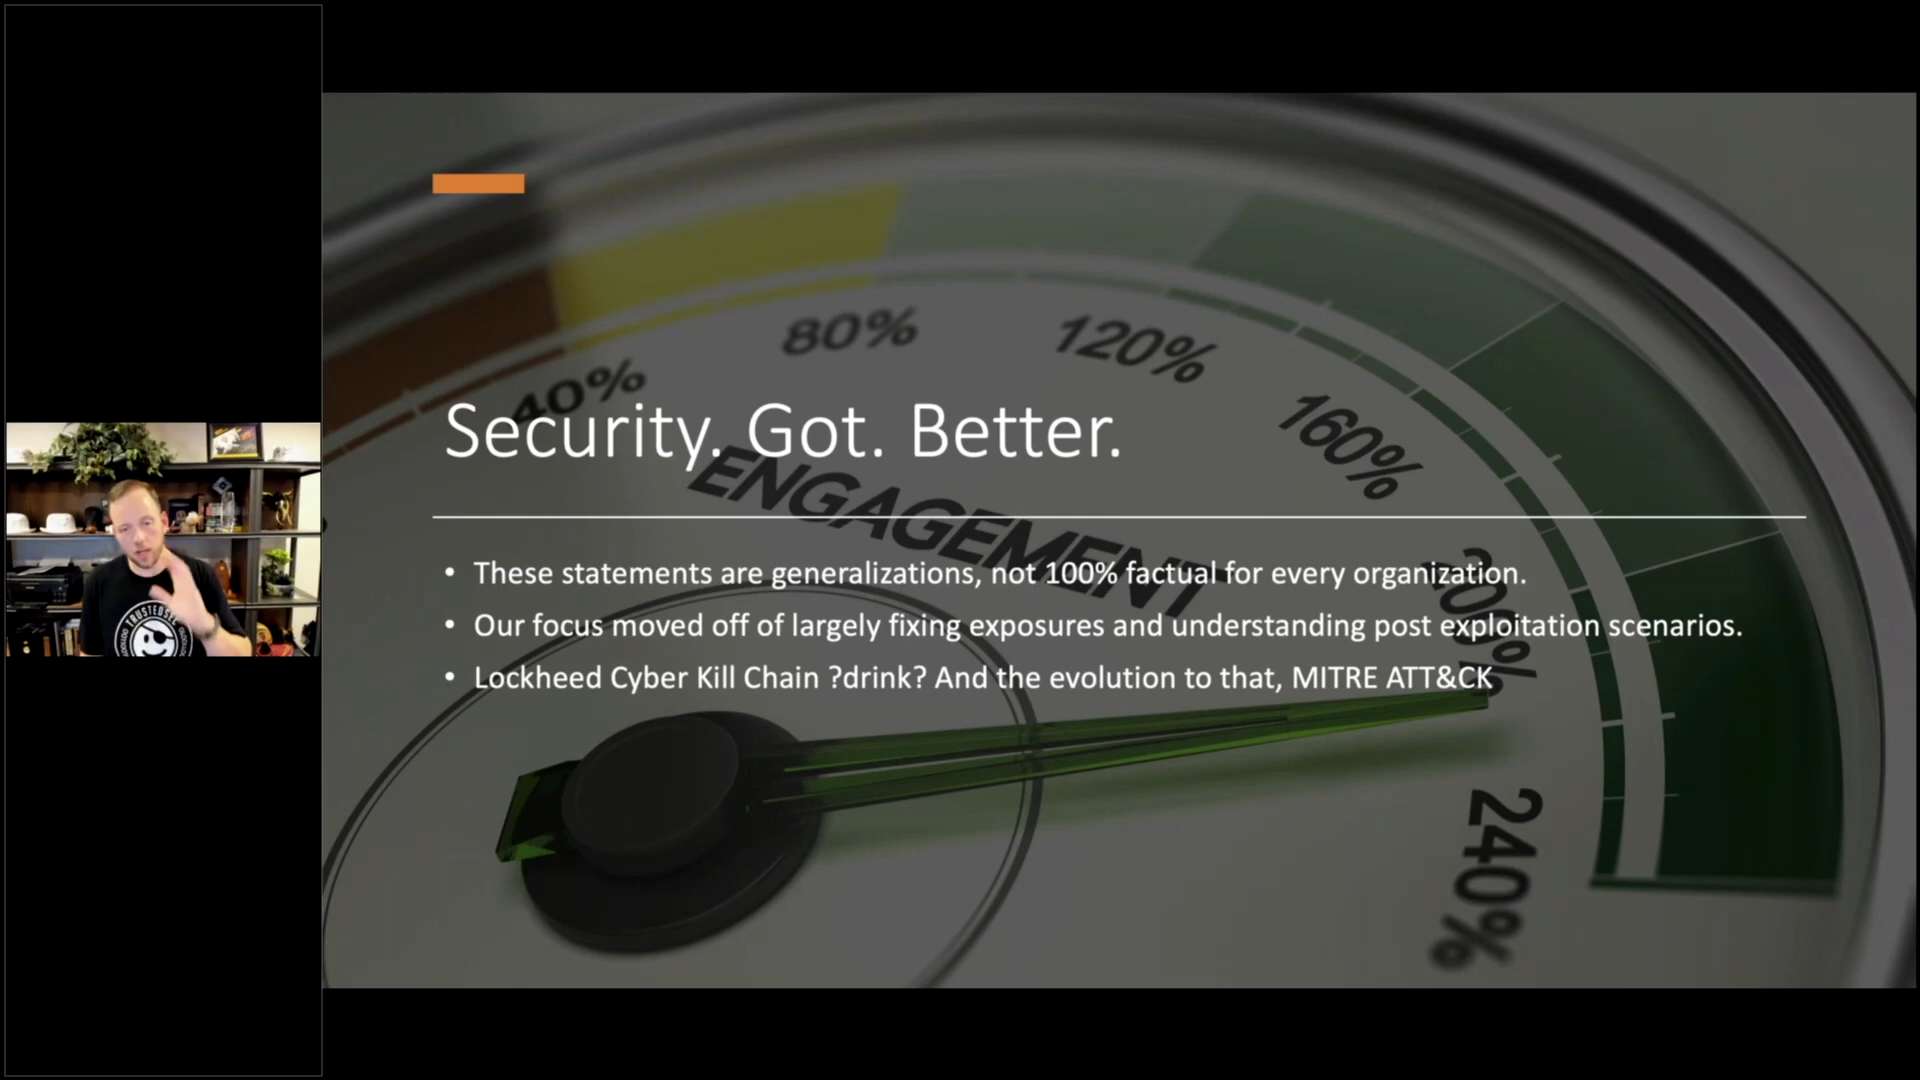 80%
120%
40%
160%
Security. Got. Better.
ENGAGEMENT
• These statements are generalizations, not 100% factual for every organization.
200%
• Our focus moved off of largely fixing exposures and understanding post exploitation scenarios.
• Lockheed Cyber Kill Chain ?drink? And the evolution to that, MITRE ATT&CK
240%
TRUSTEDSEC